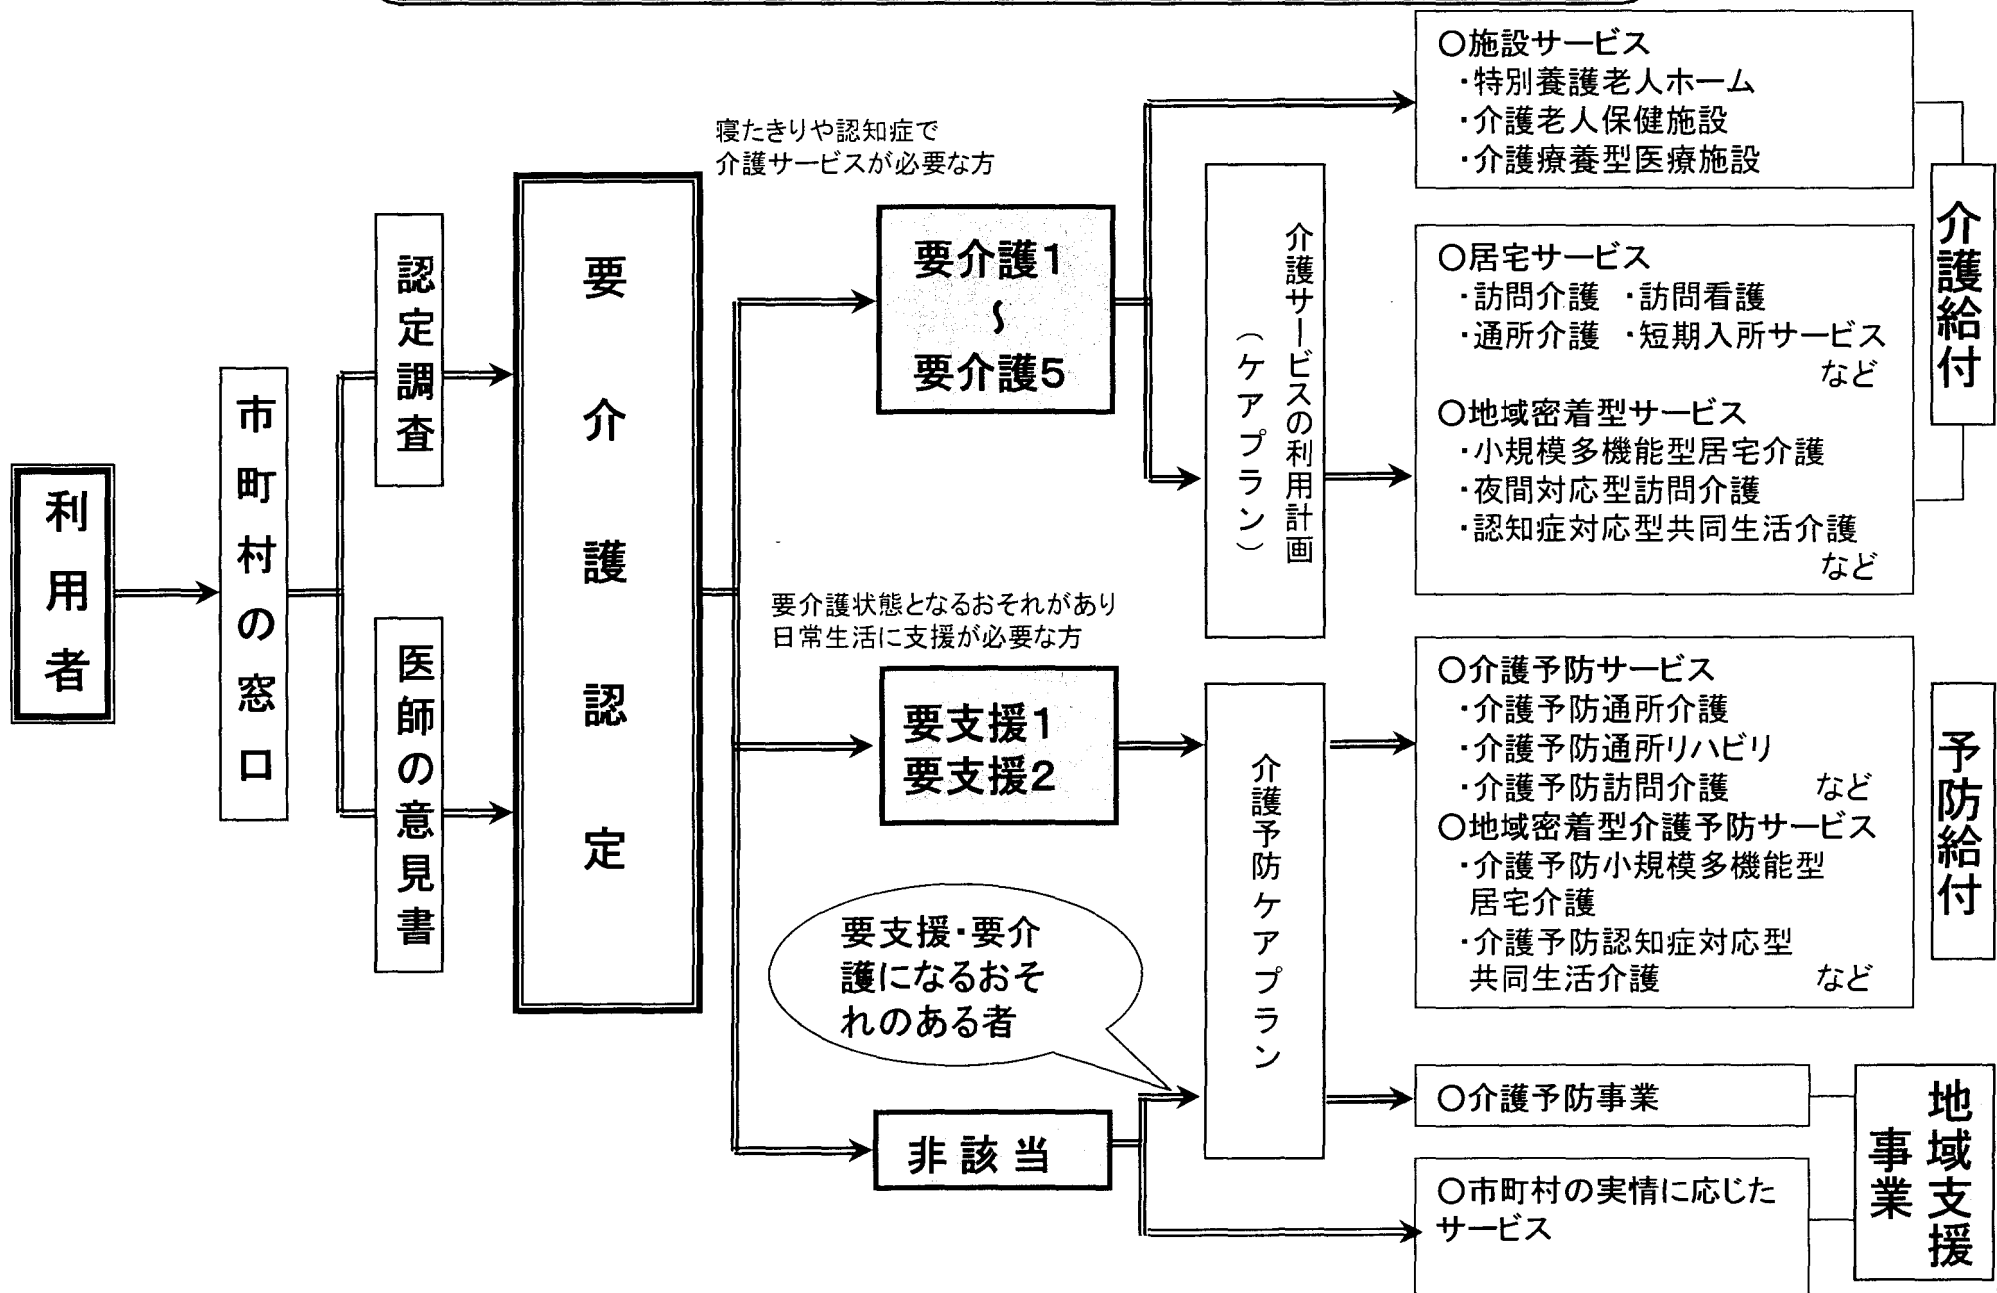 利用者
市町村の窓口
認定調査
医師の意見書
要介護認定
寝たきりや認知症で
介護サービスが必要な方
要介護1
～
要介護5
要介護状態となるおそれがあり
日常生活に支援が必要な方
要支援1
要支援2
要支援・要介
護になるおそ
れのある者
非該当
介護サービスの利用計画
（ケアプラン）
介護予防ケアプラン
○施設サービス
・特別養護老人ホーム
・介護老人保健施設
・介護療養型医療施設
○居宅サービス
・訪問介護 ・訪問看護
・通所介護 ・短期入所サービス
など
○地域密着型サービス
・小規模多機能型居宅介護
・夜間対応型訪問介護
・認知症対応型共同生活介護
など
介護給付
○介護予防サービス
・介護予防通所介護
・介護予防通所リハビリ
・介護予防訪問介護 など
○地域密着型介護予防サービス
・介護予防小規模多機能型
居宅介護
・介護予防認知症対応型
共同生活介護 など
予防給付
○介護予防事業
○市町村の実情に応じた
サービス
地域支援
事業